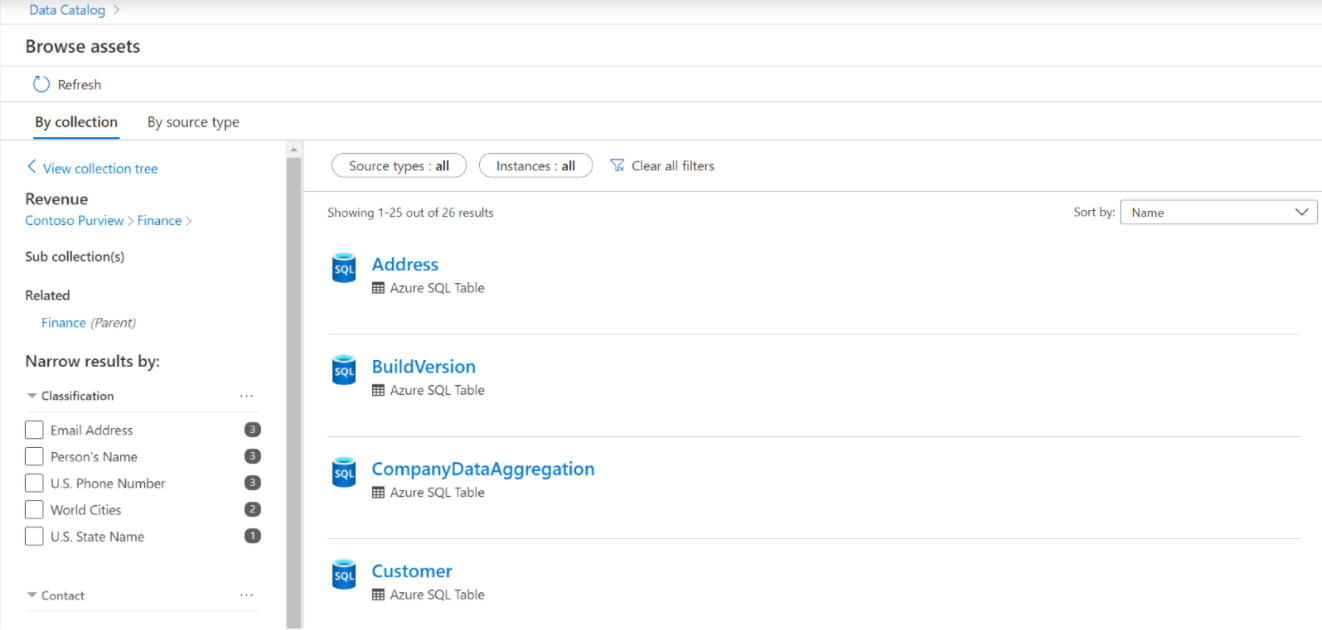 Data Catalog >
Browse assets
Refresh
By collection
By source type
View collection tree
Revenue
Contoso Purview > Finance >
Sub collection(s)
Related
Finance (Parent)
Narrow results by:
Classification ...
Email Address 3
Person's Name 3
U.S. Phone Number 3
World Cities 2
U.S. State Name 1
Contact ...
Source types : all
Instances : all
Clear all filters
Showing 1-25 out of 26 results
Sort by: Name
SQL
Address
Azure SQL Table
SQL
BuildVersion
Azure SQL Table
SQL
CompanyDataAggregation
Azure SQL Table
SQL
Customer
Azure SQL Table